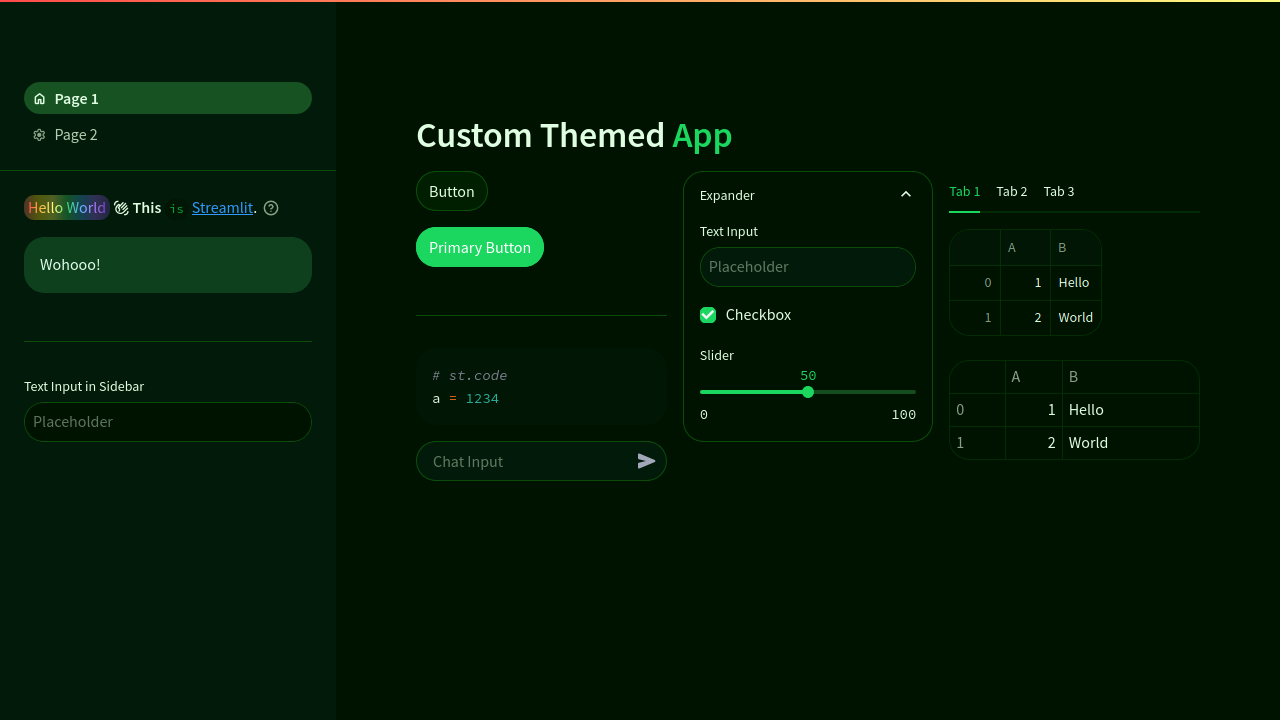 Page 1
Page 2
Hello World This is Streamlit.
Wohooo!
Text Input in Sidebar
Placeholder
Custom Themed App
Button
Primary Button
# st.code
a = 1234
Chat Input
Expander
Text Input
Placeholder
Checkbox
Slider
50
0 100
Tab 1 Tab 2 Tab 3
A B
0 1 Hello
1 2 World
A B
0 1 Hello
1 2 World